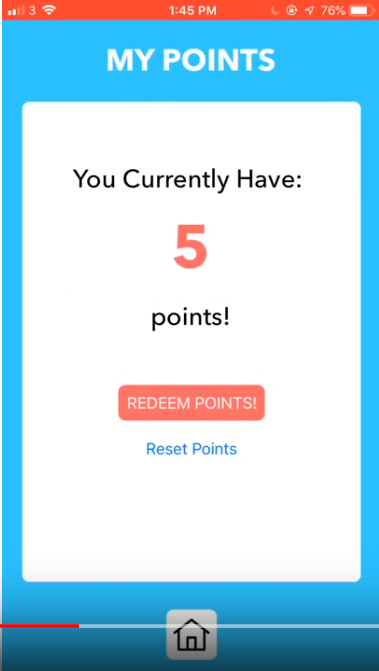 3 1:45 PM 76%
MY POINTS
You Currently Have:
5
points!
REDEEM POINTS!
Reset Points